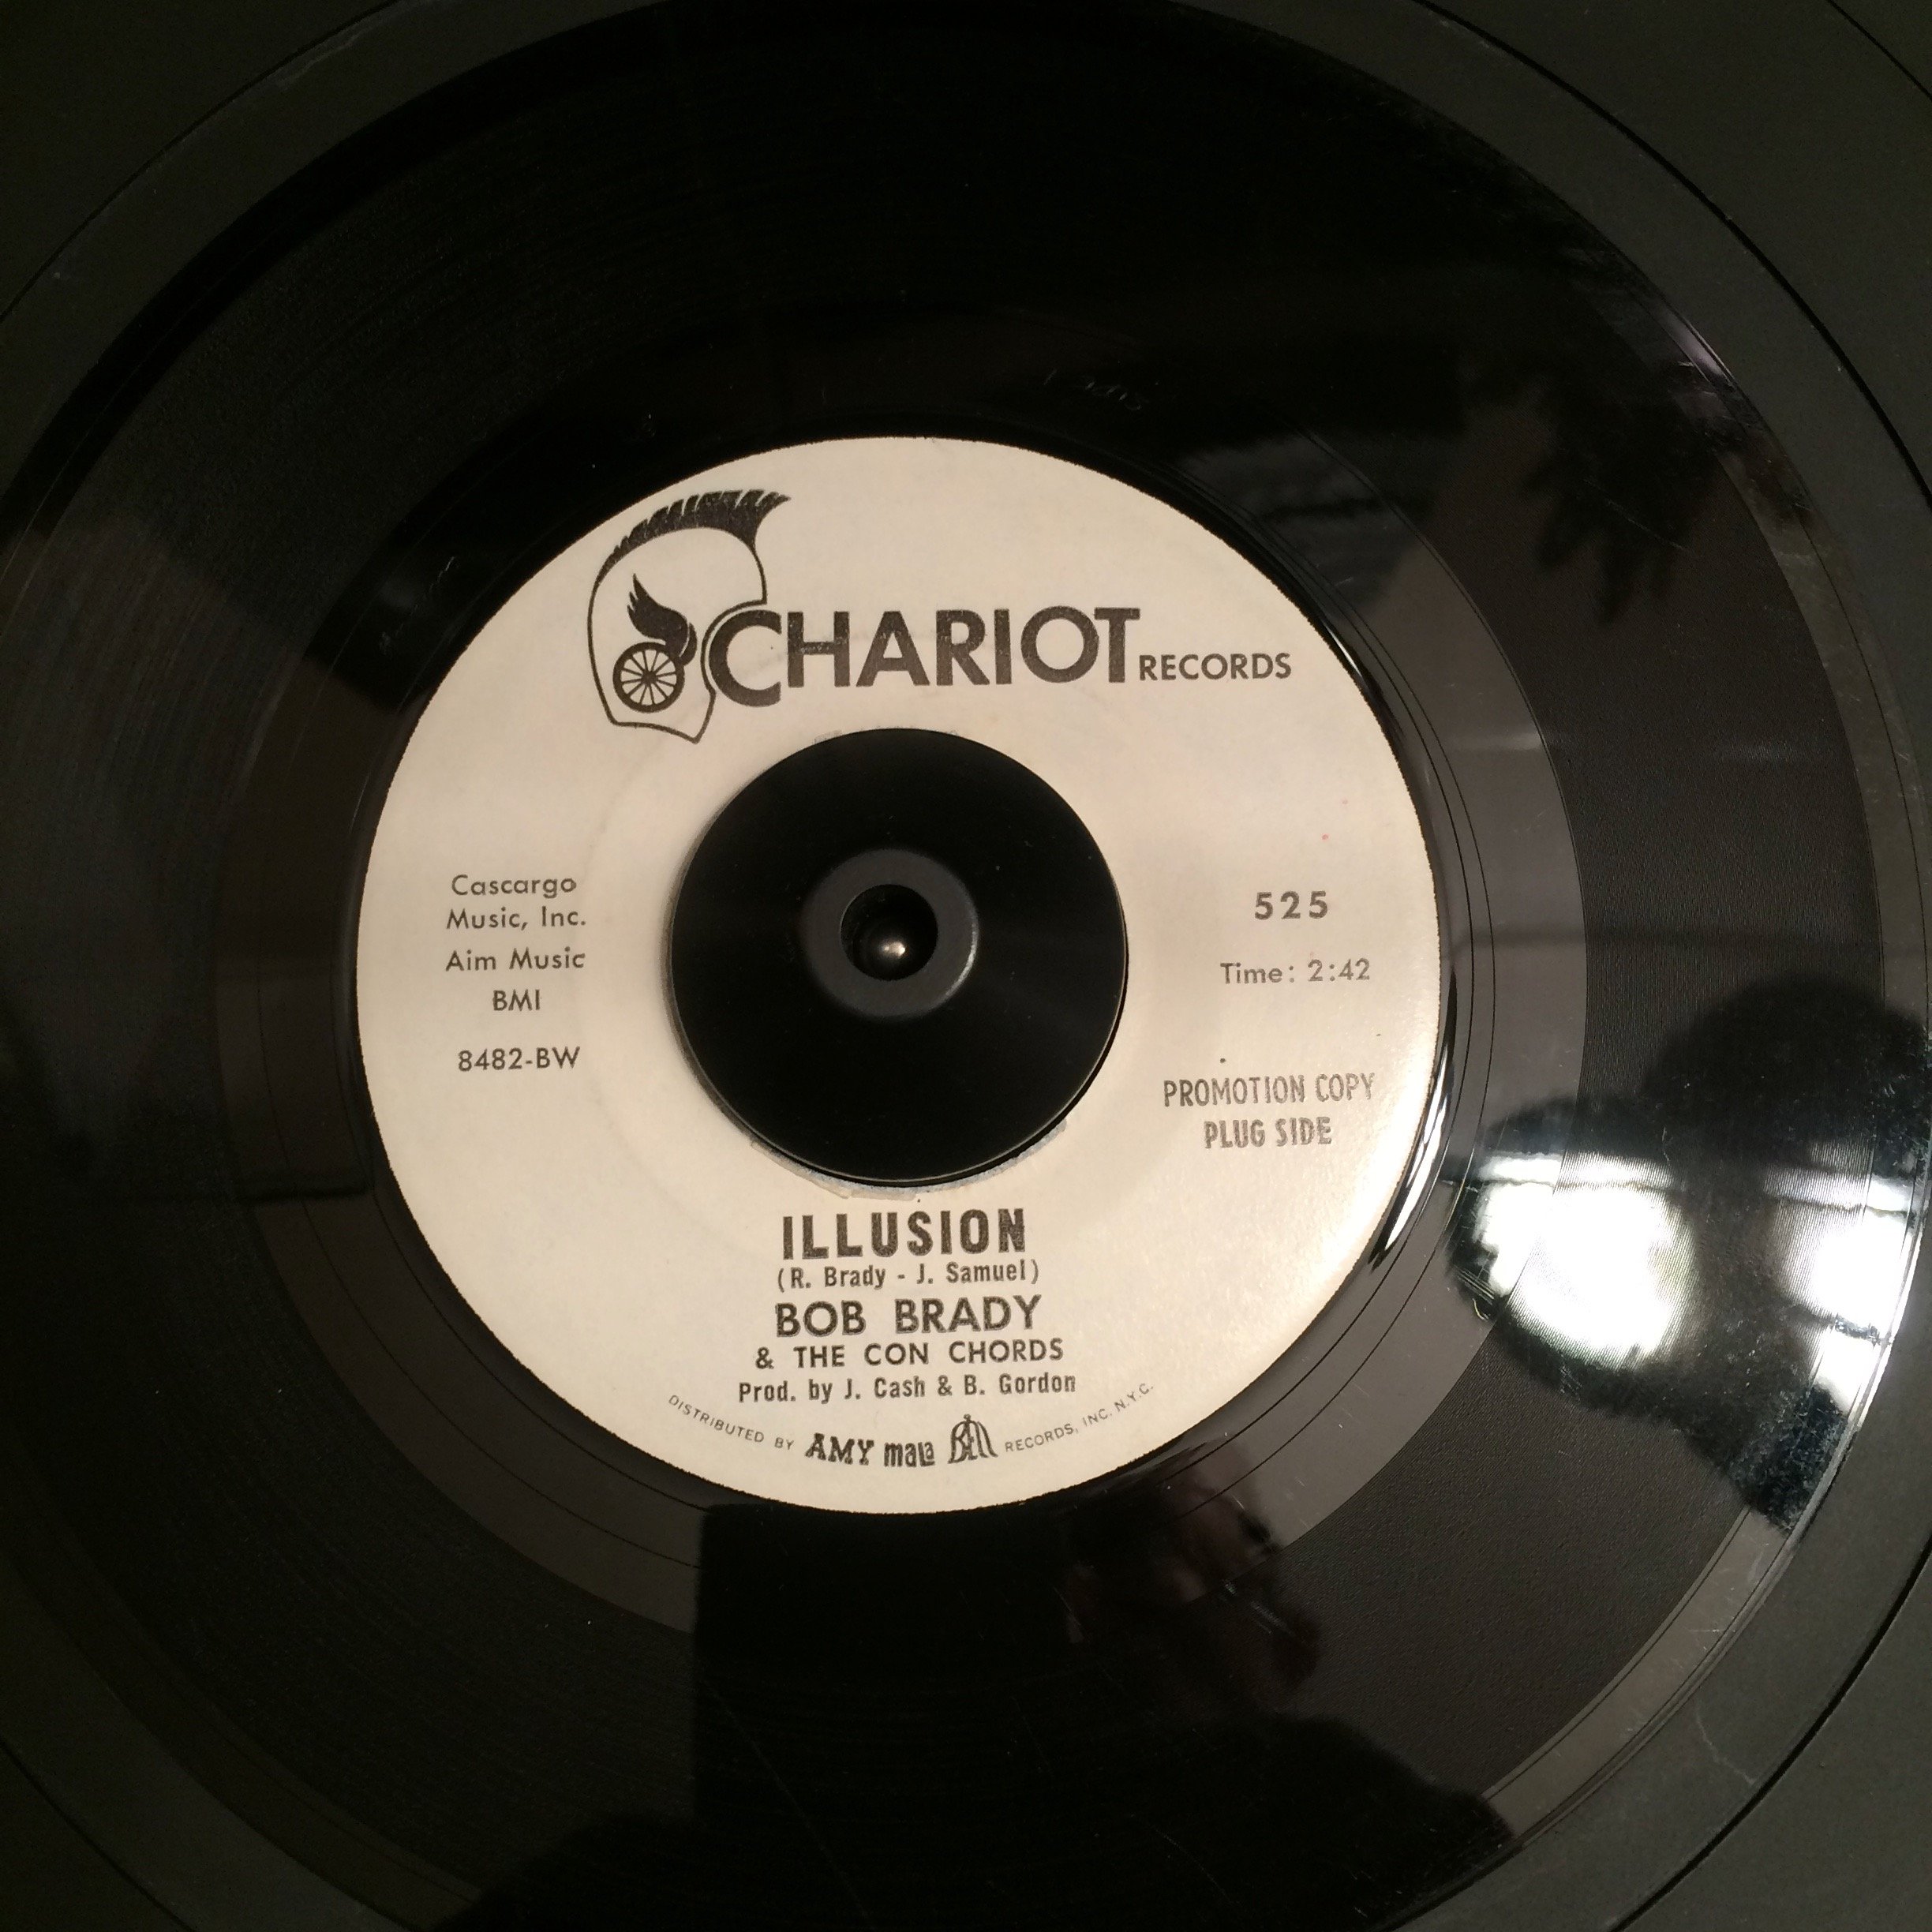 CHARIOT RECORDS
Cascargo
Music, Inc.
Aim Music
BMI
8482-BW
525
Time: 2:42
PROMOTION COPY
PLUG SIDE
ILLUSION
(R. Brady - J. Samuel)
BOB BRADY
& THE CON CHORDS
Prod. by J. Cash & B. Gordon
DISTRIBUTED BY AMY mala Bell RECORDS, INC. N.Y.C.